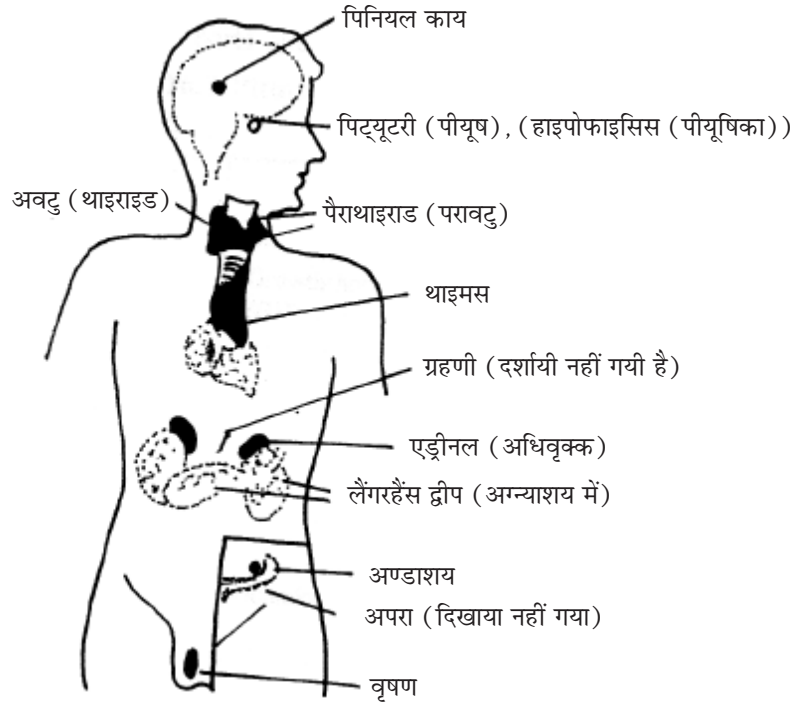 पिनियल काय
पिट्यूटरी (पीयूष), (हाइपोफाइसिस (पीयूषिका))
अवटु (थाइराइड)
पैराथाइराड (परावटु)
थाइमस
ग्रहणी (दर्शायी नहीं गयी है)
एड्रीनल (अधिवृक्क)
लैंगरहैंस द्वीप (अग्न्याशय में)
अण्डाशय
अपरा (दिखाया नहीं गया)
वृषण